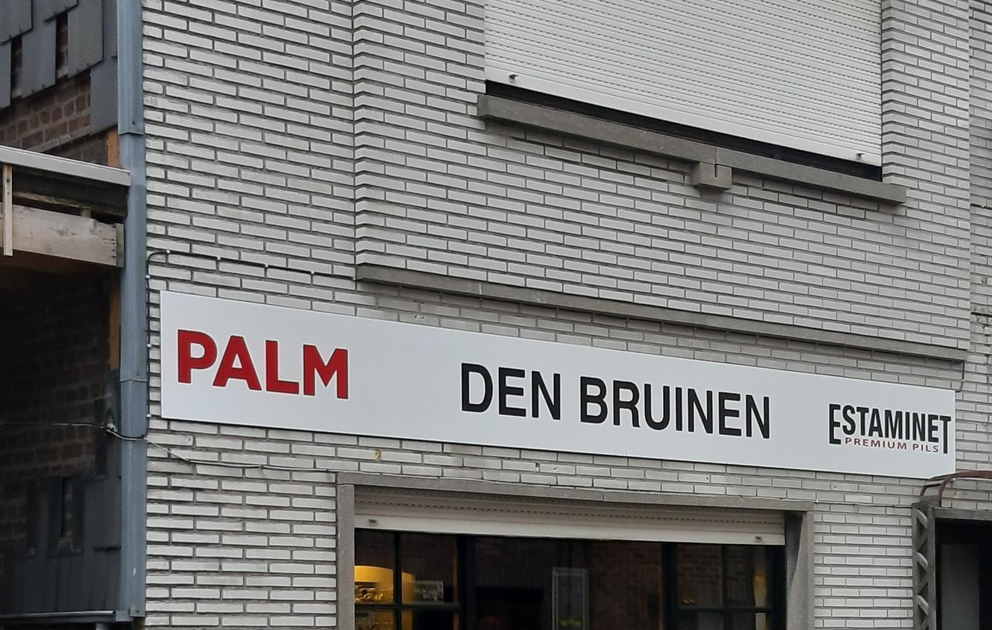 PALM
DEN BRUINEN
ESTAMINET
PREMIUM PILS